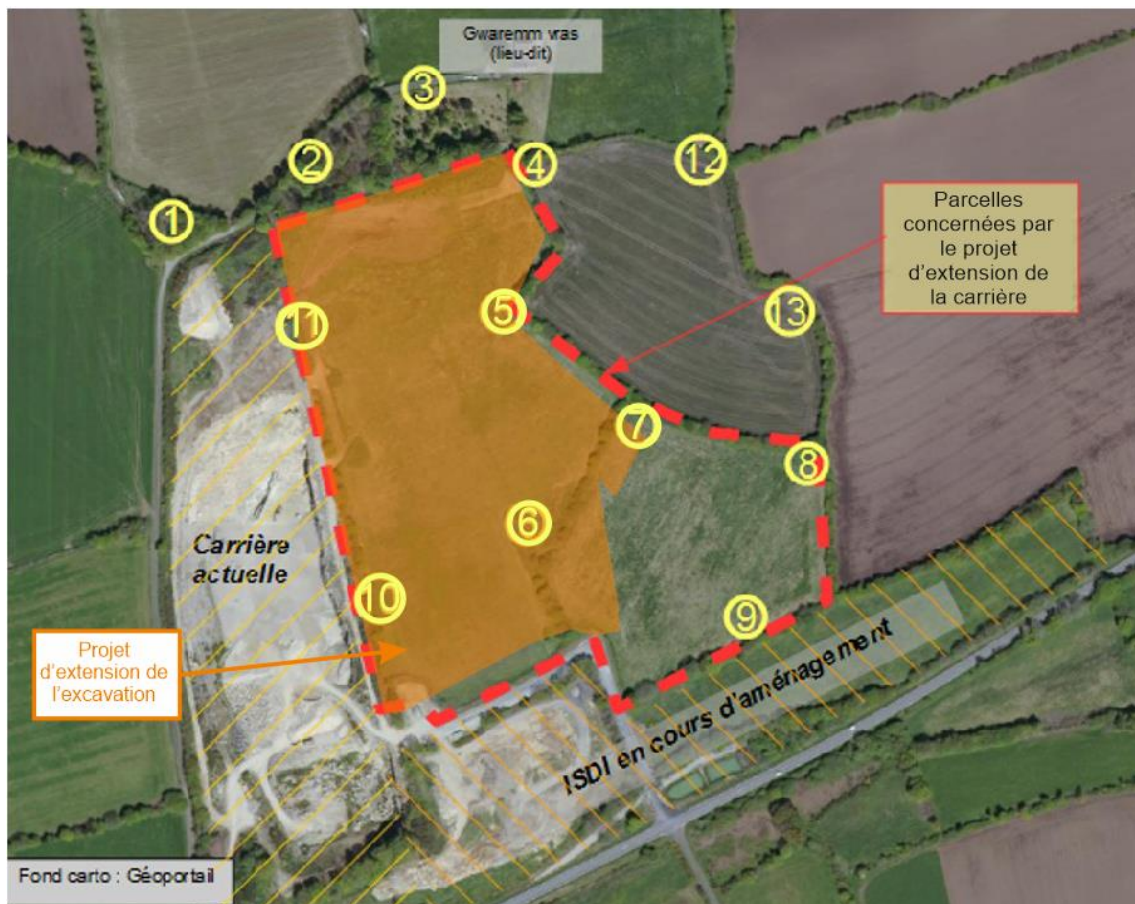 Gwaremm vras
(lieu-dit)
3
2
4
12
1
Parcelles
concernées par
le projet
d'extension de
la carrière
5
13
11
7
8
6
Carrière
actuelle
10
9
Projet
d'extension de
l'excavation
ISDI en cours d'aménagement
Fond carto : Géoportail